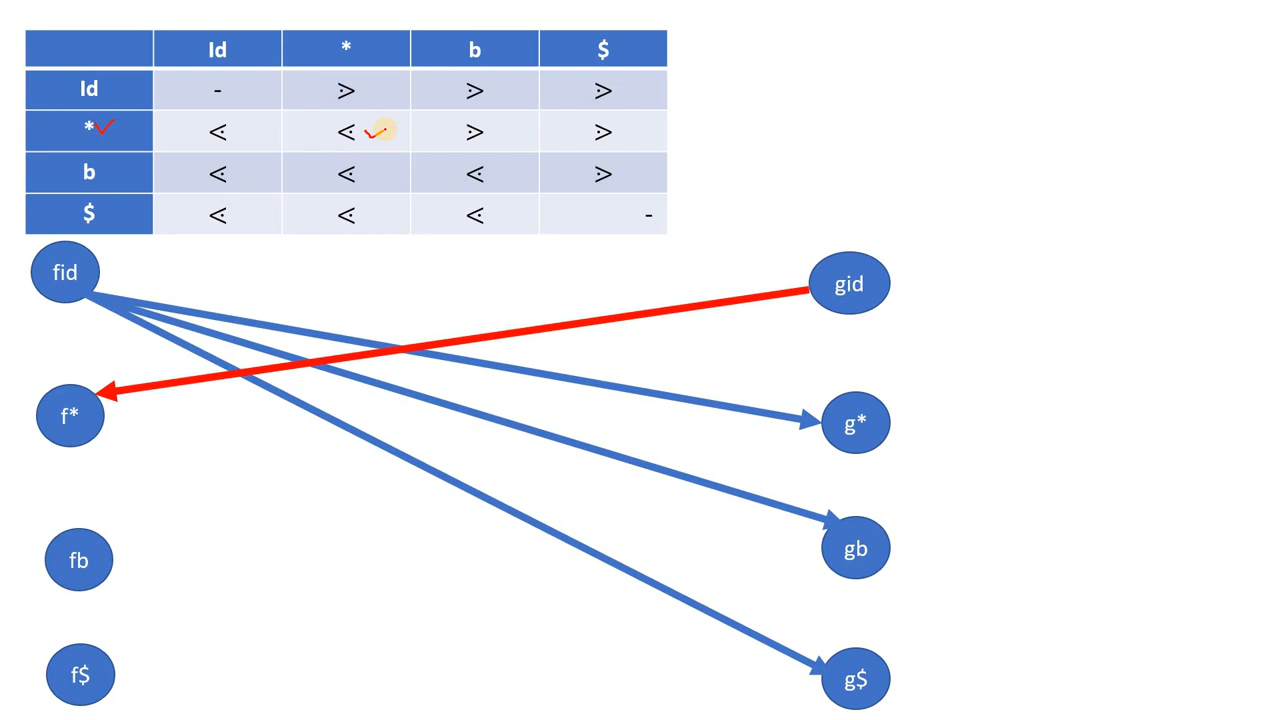 Id * b $
Id - ⋗ ⋗ ⋗
* ⋖ ⋖ ⋗ ⋗
b ⋖ ⋖ ⋖ ⋗
$ ⋖ ⋖ ⋖ -
fid
gid
f*
g*
gb
fb
f$
g$